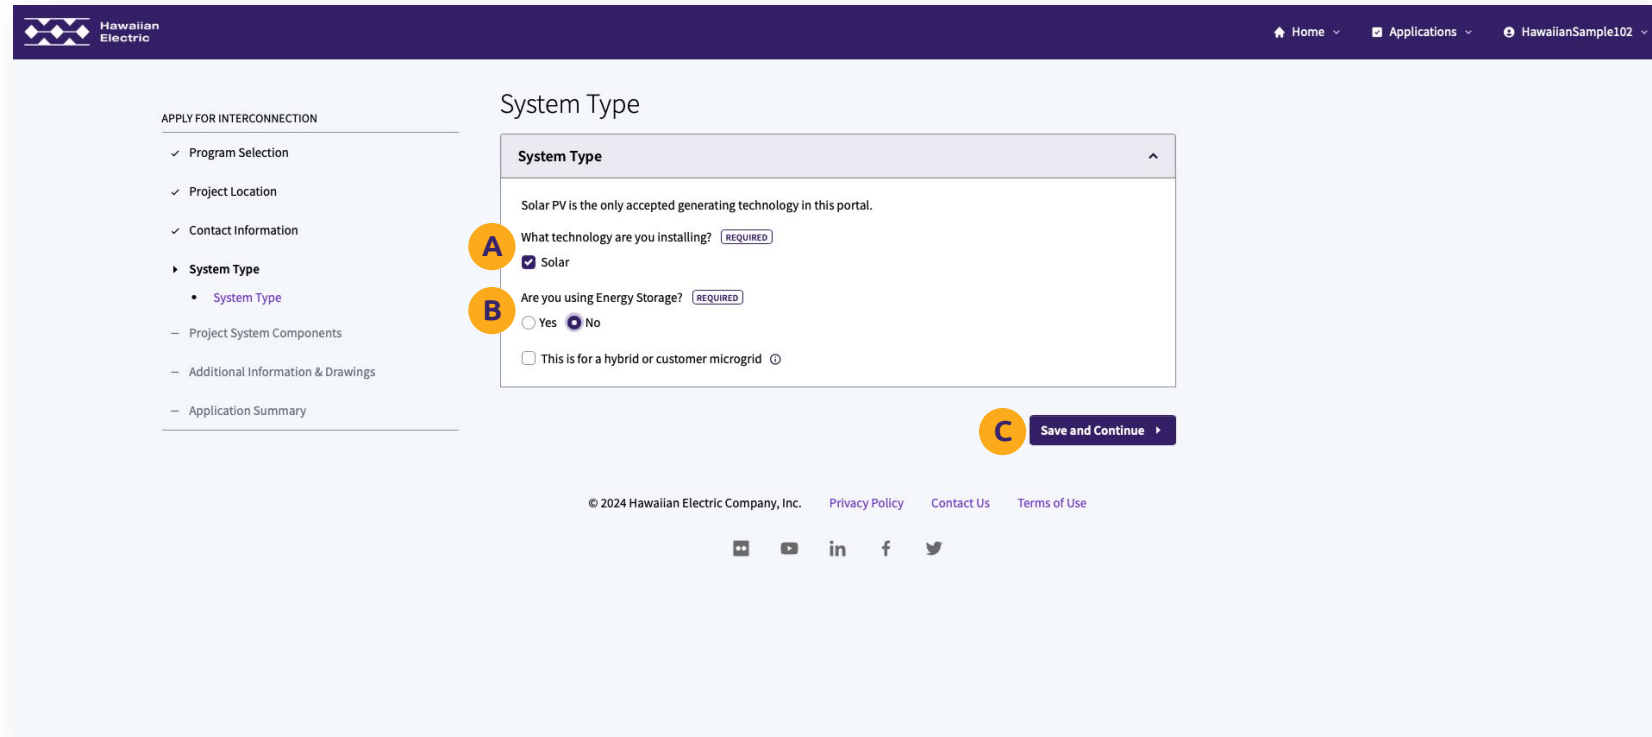 Hawaiian
Electric
Home
Applications
HawaiianSample102
APPLY FOR INTERCONNECTION
Program Selection
Project Location
Contact Information
System Type
System Type
Project System Components
Additional Information & Drawings
Application Summary
System Type
System Type
Solar PV is the only accepted generating technology in this portal.
A
What technology are you installing? REQUIRED
Solar
B
Are you using Energy Storage? REQUIRED
Yes No
This is for a hybrid or customer microgrid
C
Save and Continue
© 2024 Hawaiian Electric Company, Inc. Privacy Policy Contact Us Terms of Use